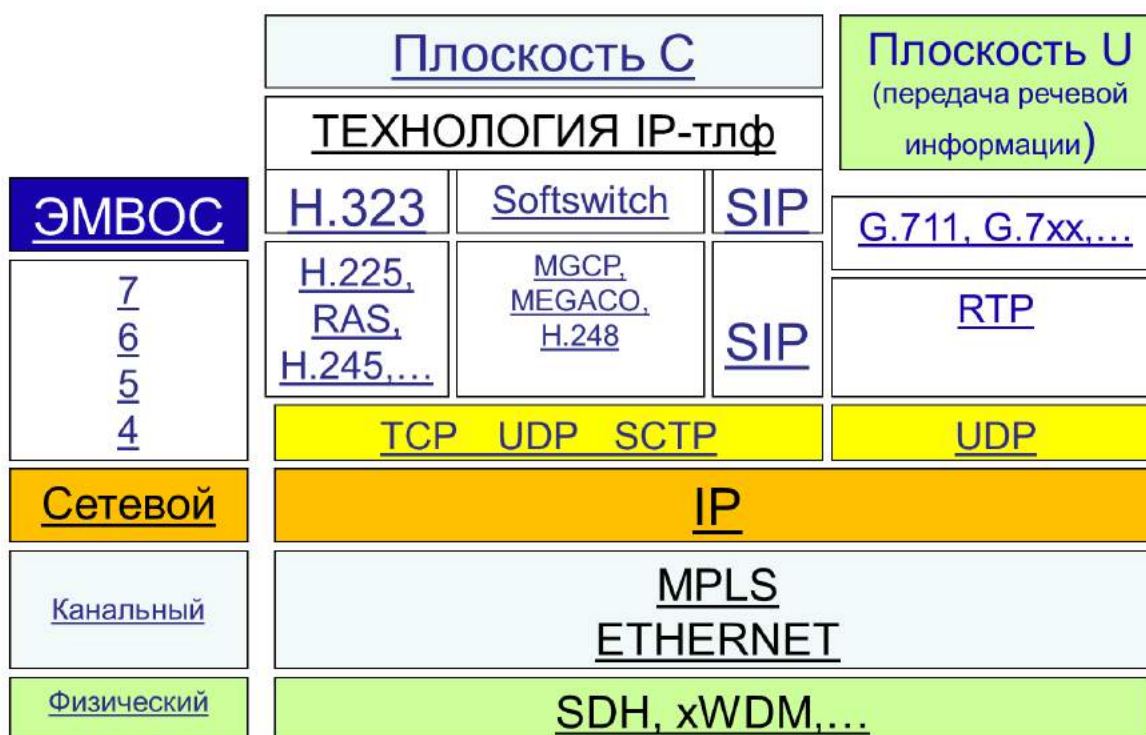 Плоскость С
Плоскость U
(передача речевой
информации)
ТЕХНОЛОГИЯ IP-тлф
ЭМВОС
H.323
Softswitch
SIP
G.711, G.7xx,...
7
6
5
4
H.225,
RAS,
H.245,...
MGCP,
MEGACO,
H.248
SIP
RTP
TCP UDP SCTP
UDP
Сетевой
IP
Канальный
MPLS
ETHERNET
Физический
SDH, xWDM,...